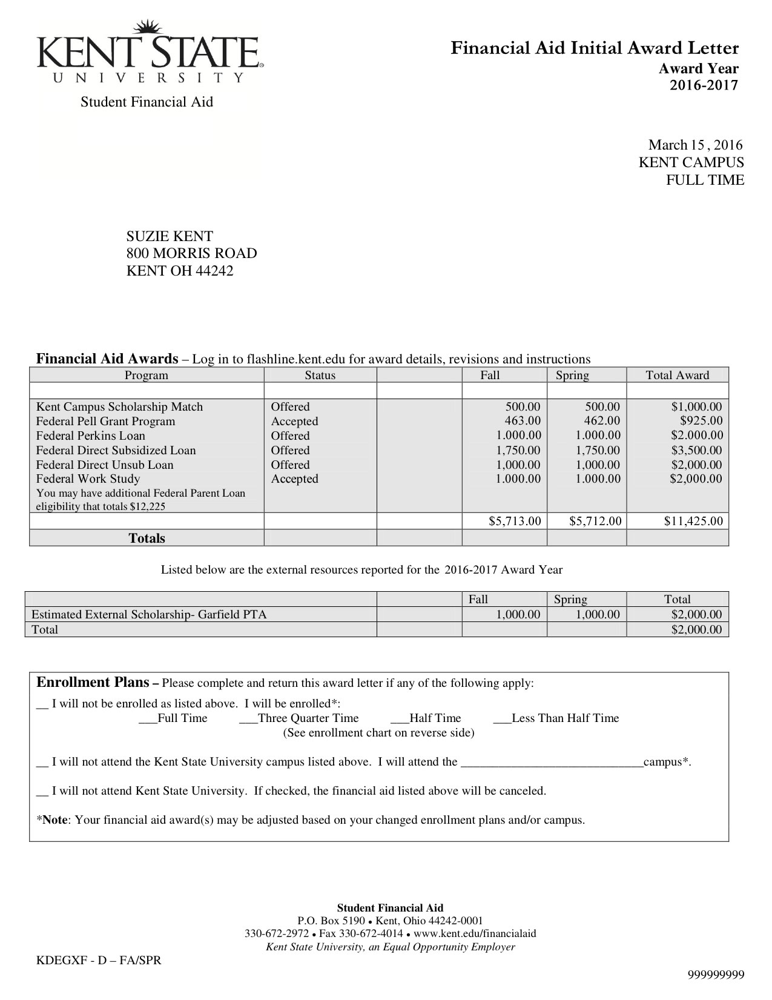 KENT STATE®
UNIVERSITY
Student Financial Aid
Financial Aid Initial Award Letter
Award Year
2016-2017
March 15, 2016
KENT CAMPUS
FULL TIME
SUZIE KENT
800 MORRIS ROAD
KENT OH 44242
Financial Aid Awards – Log in to flashline.kent.edu for award details, revisions and instructions
Program Status Fall Spring Total Award
Kent Campus Scholarship Match Offered 500.00 500.00 $1,000.00
Federal Pell Grant Program Accepted 463.00 462.00 $925.00
Federal Perkins Loan Offered 1.000.00 1.000.00 $2.000.00
Federal Direct Subsidized Loan Offered 1,750.00 1,750.00 $3,500.00
Federal Direct Unsub Loan Offered 1,000.00 1,000.00 $2,000.00
Federal Work Study Accepted 1.000.00 1.000.00 $2,000.00
You may have additional Federal Parent Loan
eligibility that totals $12,225
$5,713.00 $5,712.00 $11,425.00
Totals
Listed below are the external resources reported for the 2016-2017 Award Year
Fall Spring Total
Estimated External Scholarship- Garfield PTA 1,000.00 1,000.00 $2,000.00
Total $2,000.00
Enrollment Plans – Please complete and return this award letter if any of the following apply:
__ I will not be enrolled as listed above. I will be enrolled*:
___Full Time ___Three Quarter Time ___Half Time ___Less Than Half Time
(See enrollment chart on reverse side)
__ I will not attend the Kent State University campus listed above. I will attend the _____________________________campus*.
__ I will not attend Kent State University. If checked, the financial aid listed above will be canceled.
*Note: Your financial aid award(s) may be adjusted based on your changed enrollment plans and/or campus.
Student Financial Aid
P.O. Box 5190 • Kent, Ohio 44242-0001
330-672-2972 • Fax 330-672-4014 • www.kent.edu/financialaid
Kent State University, an Equal Opportunity Employer
KDEGXF - D – FA/SPR
999999999